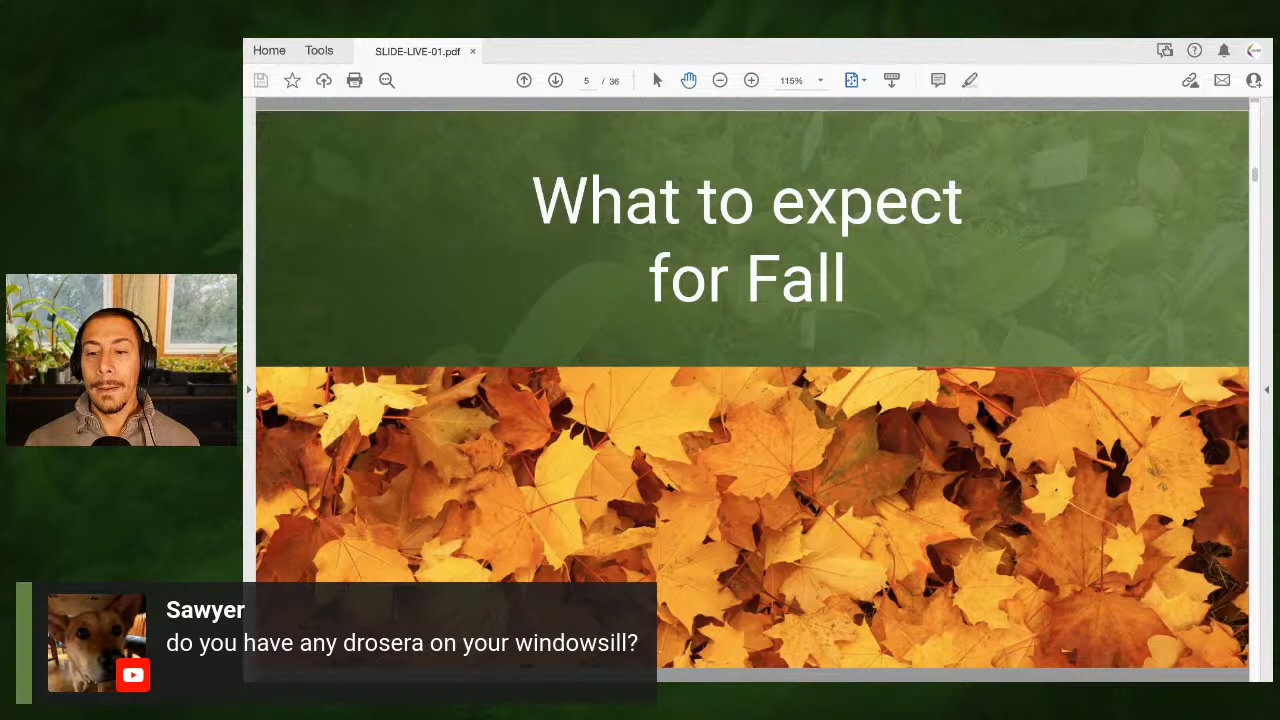 Home Tools SLIDE-LIVE-01.pdf ×
5 / 36 115%
What to expect
for Fall
Sawyer
do you have any drosera on your windowsill?